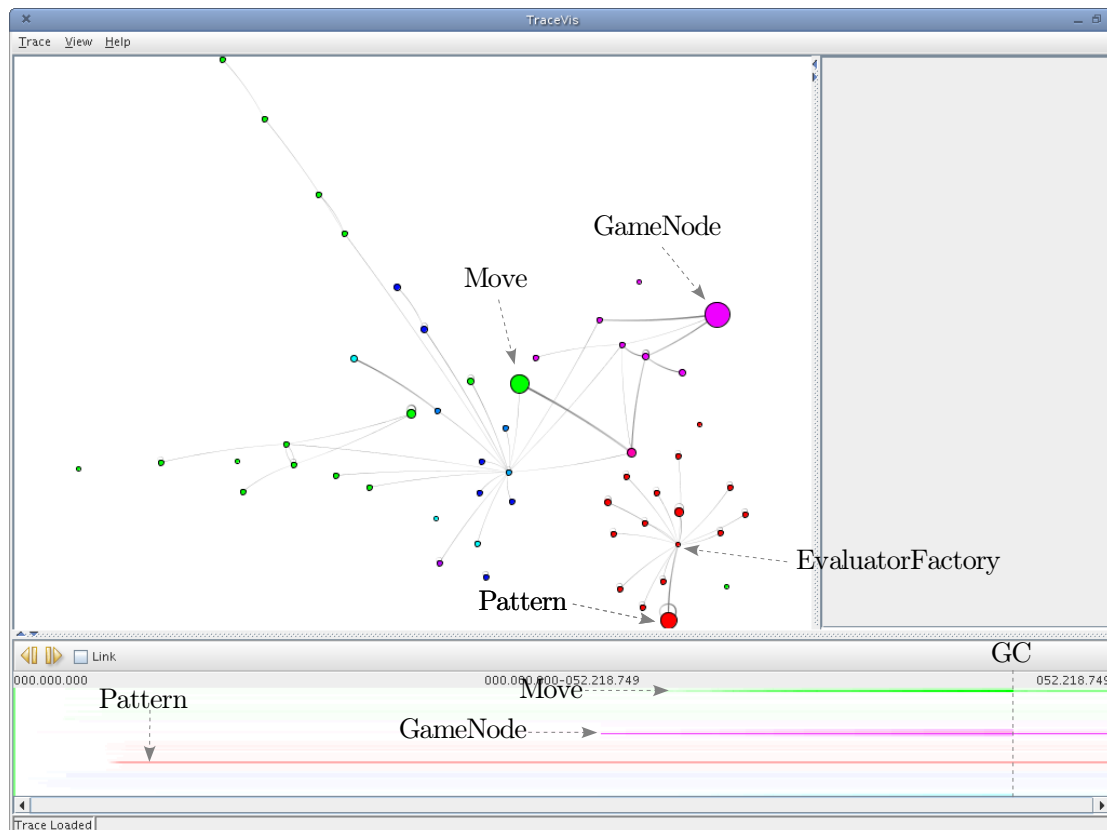 TraceVis
Trace View Help
GameNode
Move
EvaluatorFactory
Pattern
Link
GC
000.000.000 000.000.000-052.218.749 052.218.749
Move
Pattern
GameNode
Trace Loaded